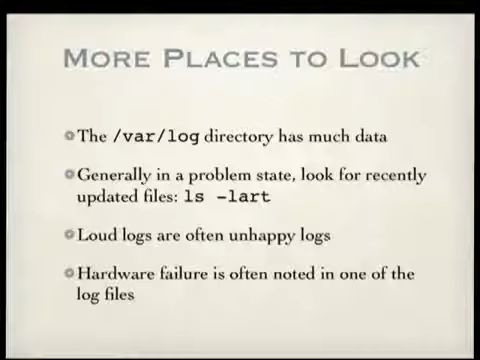 More Places to Look
The /var/log directory has much data
Generally in a problem state, look for recently
updated files: ls -lart
Loud logs are often unhappy logs
Hardware failure is often noted in one of the
log files